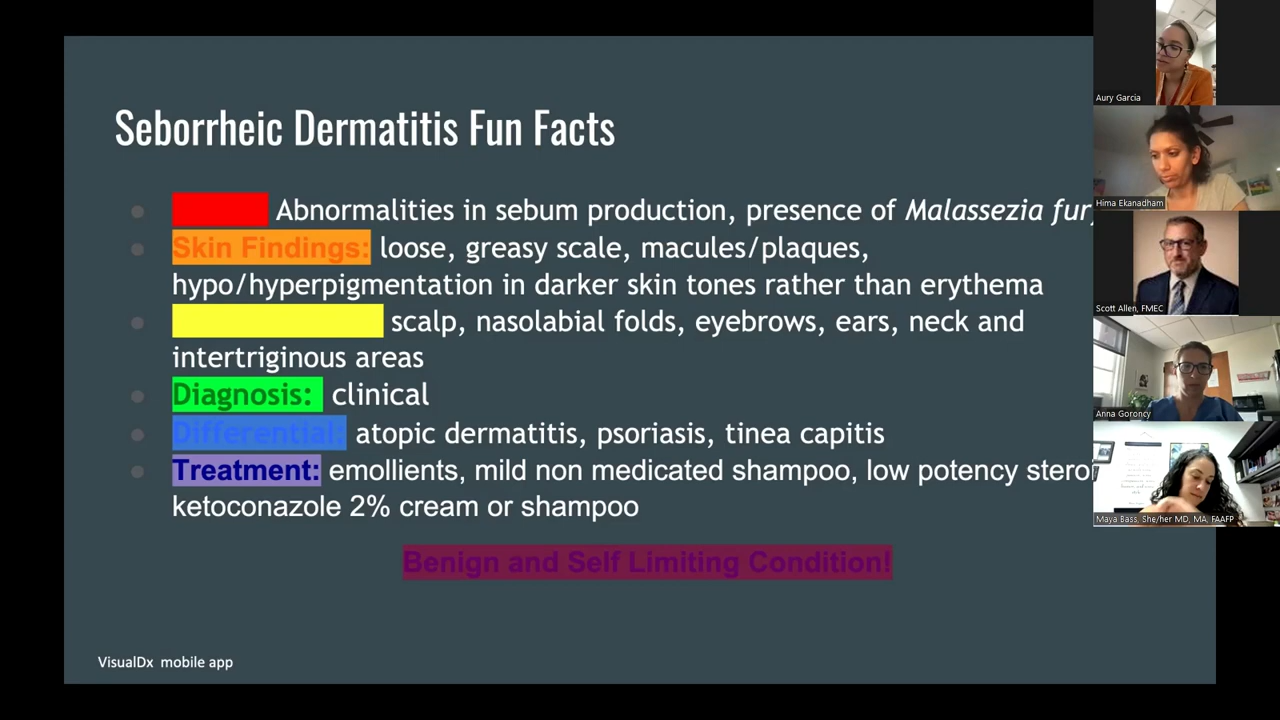 Seborrheic Dermatitis Fun Facts
Abnormalities in sebum production, presence of Malassezia
Skin Findings: loose, greasy scale, macules/plaques,
hypo/hyperpigmentation in darker skin tones rather than erythema
scalp, nasolabial folds, eyebrows, ears, neck and
intertriginous areas
Diagnosis: clinical
Differential: atopic dermatitis, psoriasis, tinea capitis
Treatment: emollients, mild non medicated shampoo, low potency
ketoconazole 2% cream or shampoo
Benign and Self Limiting Condition!
VisualDx mobile app
Aury Garcia
Hima Ekanadham
Scott Allen, FMEC
Anna Goroncy
Maya Bass, She/her MD, MA, FAAFP